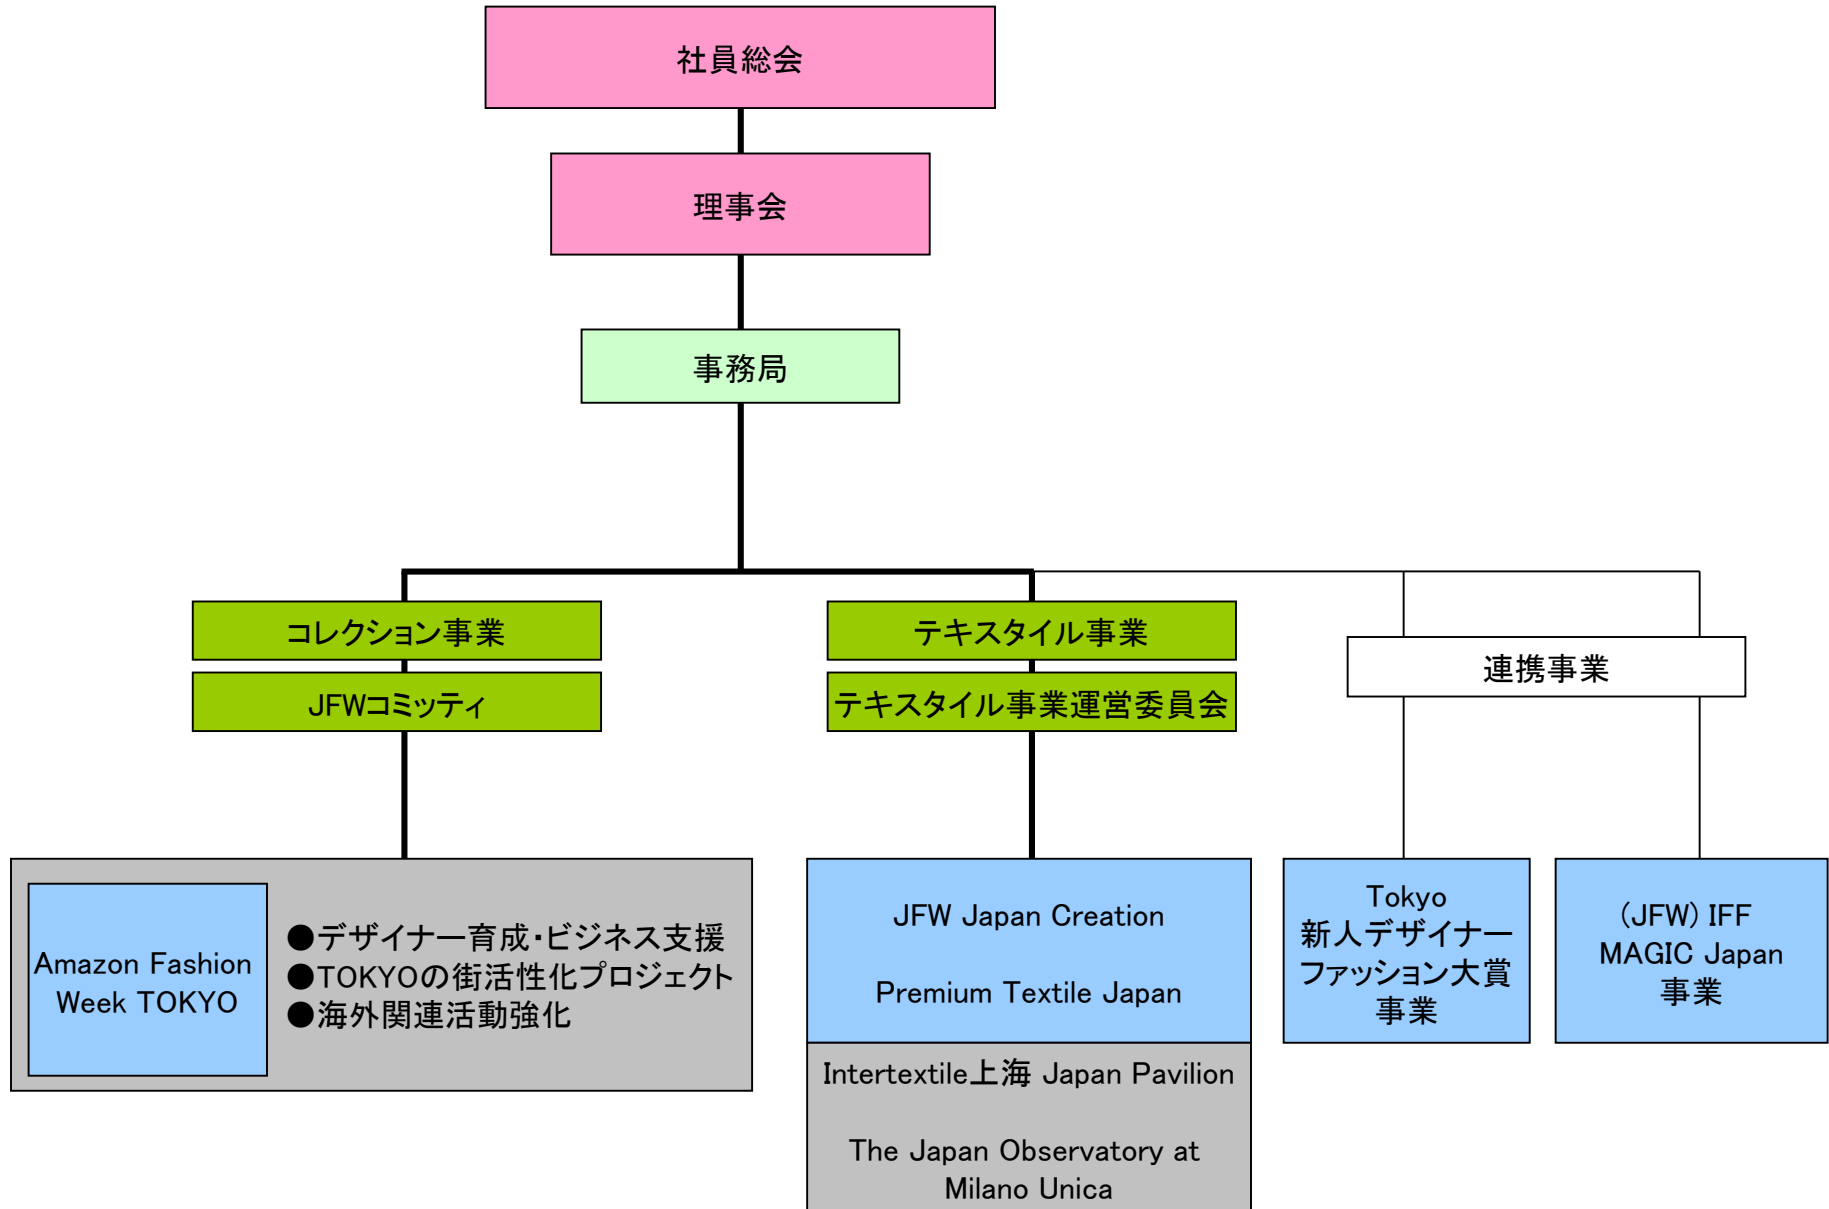 社員総会
理事会
事務局
コレクション事業
JFWコミッティ
テキスタイル事業
テキスタイル事業運営委員会
連携事業
Amazon Fashion
Week TOKYO
●デザイナー育成・ビジネス支援
●TOKYOの街活性化プロジェクト
●海外関連活動強化
JFW Japan Creation
Premium Textile Japan
Intertextile上海 Japan Pavilion
The Japan Observatory at
Milano Unica
Tokyo
新人デザイナー
ファッション大賞
事業
(JFW) IFF
MAGIC Japan
事業